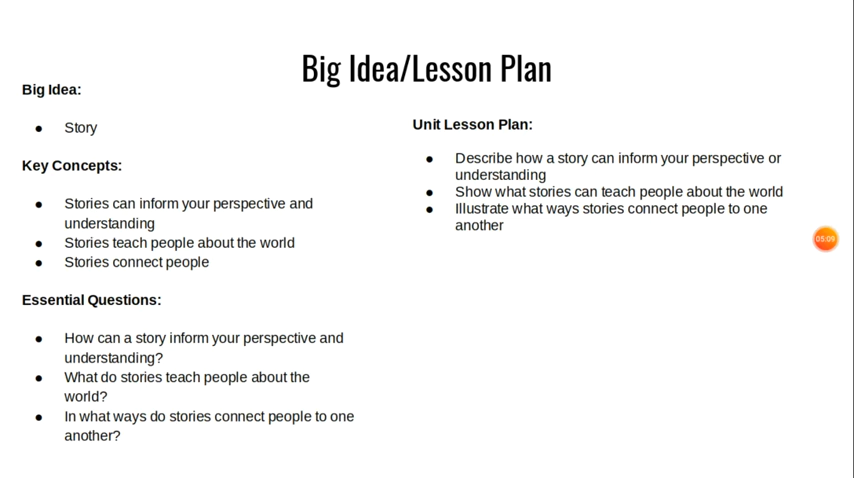 Big Idea/Lesson Plan
Big Idea:
● Story
Key Concepts:
● Stories can inform your perspective and
understanding
● Stories teach people about the world
● Stories connect people
Essential Questions:
● How can a story inform your perspective and
understanding?
● What do stories teach people about the
world?
● In what ways do stories connect people to one
another?
Unit Lesson Plan:
● Describe how a story can inform your perspective or
understanding
● Show what stories can teach people about the world
● Illustrate what ways stories connect people to one
another
05:09